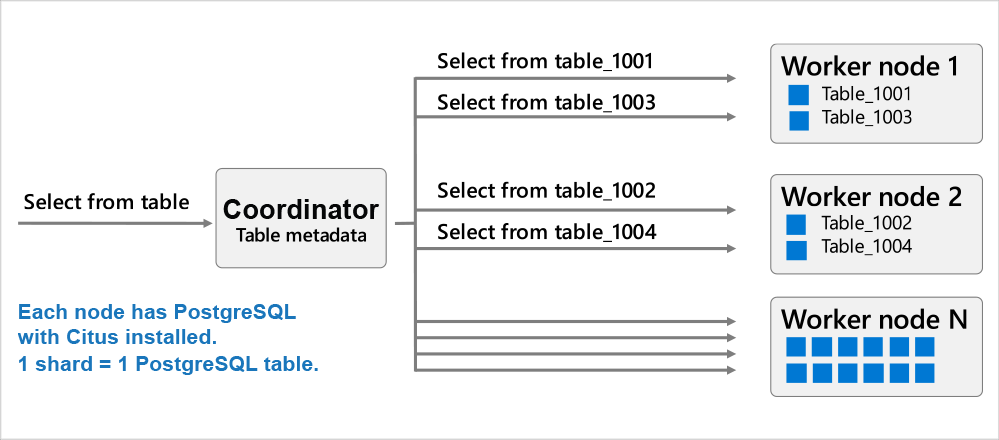 Select from table
Coordinator
Table metadata
Each node has PostgreSQL
with Citus installed.
1 shard = 1 PostgreSQL table.
Select from table_1001
Select from table_1003
Select from table_1002
Select from table_1004
Worker node 1
Table_1001
Table_1003
Worker node 2
Table_1002
Table_1004
Worker node N